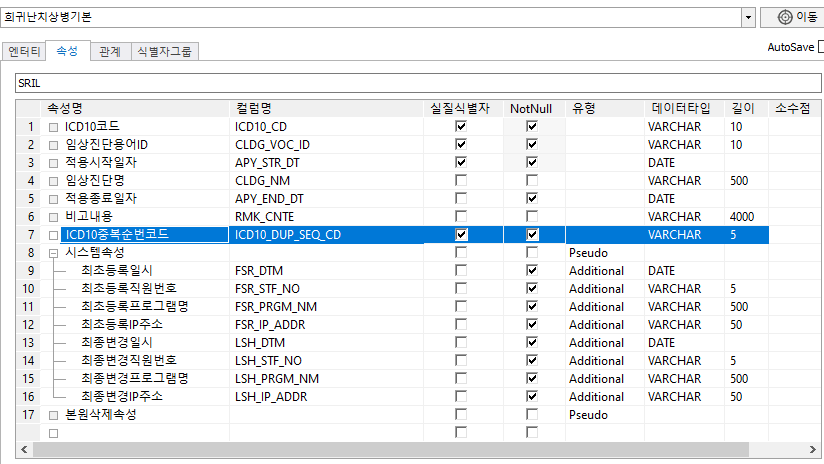 희귀난치상병기본 이동
엔터티 속성 관계 식별자그룹 AutoSave
SRIL
속성명 컬럼명 실질식별자 NotNull 유형 데이터타입 길이 소수점
1 ICD10코드 ICD10_CD VARCHAR 10
2 임상진단용어ID CLDG_VOC_ID VARCHAR 10
3 적용시작일자 APY_STR_DT DATE
4 임상진단명 CLDG_NM VARCHAR 500
5 적용종료일자 APY_END_DT DATE
6 비고내용 RMK_CNTE VARCHAR 4000
7 ICD10중복순번코드 ICD10_DUP_SEQ_CD VARCHAR 5
8 시스템속성 Pseudo
9 최초등록일시 FSR_DTM Additional DATE
10 최초등록직원번호 FSR_STF_NO Additional VARCHAR 5
11 최초등록프로그램명 FSR_PRGM_NM Additional VARCHAR 500
12 최초등록IP주소 FSR_IP_ADDR Additional VARCHAR 50
13 최종변경일시 LSH_DTM Additional DATE
14 최종변경직원번호 LSH_STF_NO Additional VARCHAR 5
15 최종변경프로그램명 LSH_PRGM_NM Additional VARCHAR 500
16 최종변경IP주소 LSH_IP_ADDR Additional VARCHAR 50
17 본원삭제속성 Pseudo